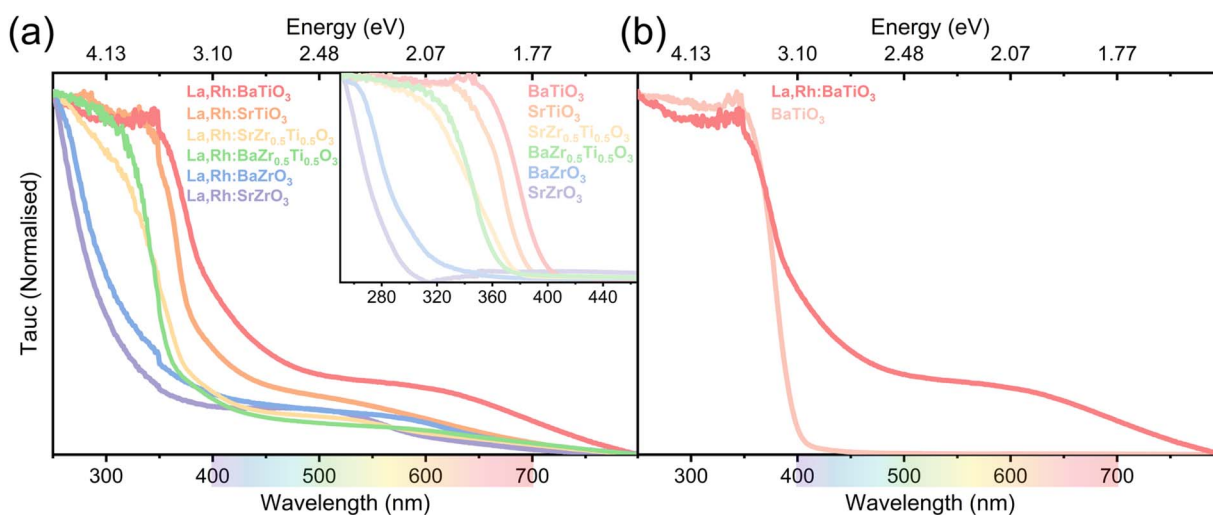 (a)
Energy (eV)
4.13 3.10 2.48 2.07 1.77
La,Rh:BaTiO₃
La,Rh:SrTiO₃
La,Rh:SrZr₀.₅Ti₀.₅O₃
La,Rh:BaZr₀.₅Ti₀.₅O₃
La,Rh:BaZrO₃
La,Rh:SrZrO₃
BaTiO₃
SrTiO₃
SrZr₀.₅Ti₀.₅O₃
BaZr₀.₅Ti₀.₅O₃
BaZrO₃
SrZrO₃
280 320 360 400 440
Tauc (Normalised)
300 400 500 600 700
Wavelength (nm)
(b)
Energy (eV)
4.13 3.10 2.48 2.07 1.77
La,Rh:BaTiO₃
BaTiO₃
300 400 500 600 700
Wavelength (nm)